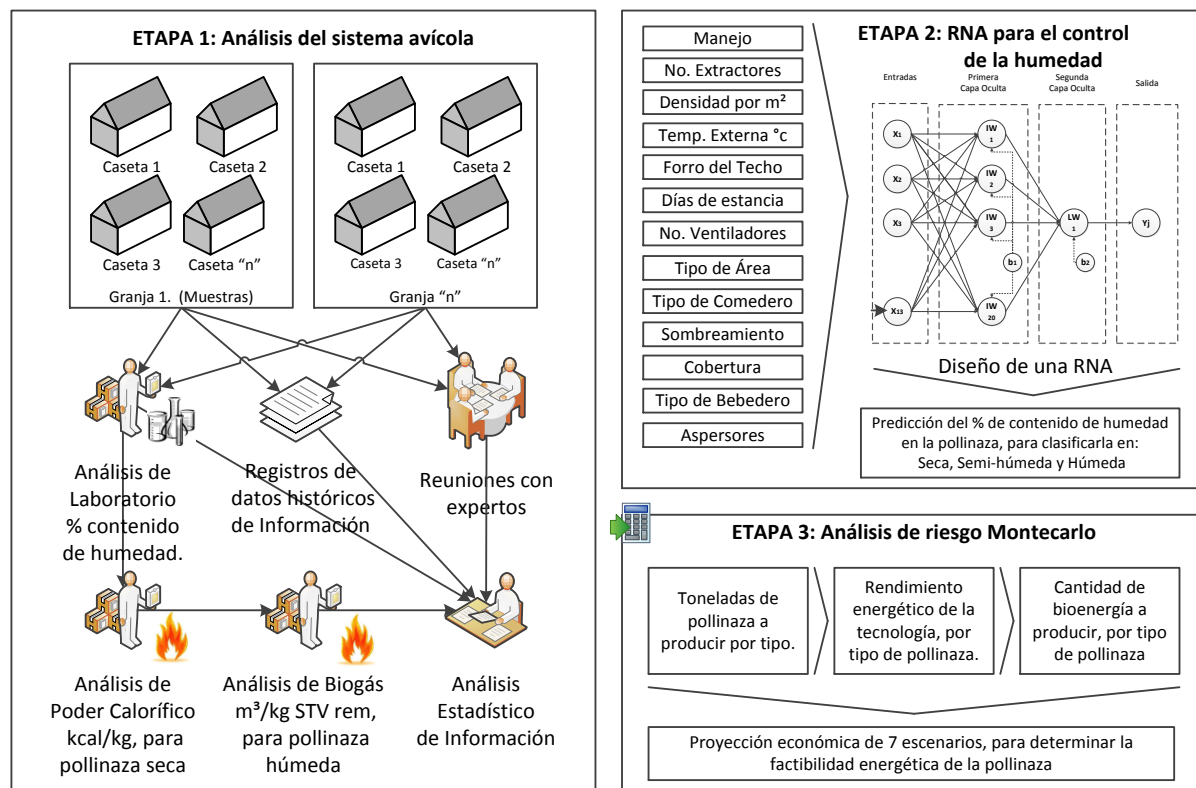 ETAPA 1: Análisis del sistema avícola
Caseta 1
Caseta 2
Caseta 3
Caseta “n”
Granja 1. (Muestras)
Caseta 1
Caseta 2
Caseta 3
Caseta “n”
Granja “n”
Análisis de
Laboratorio
% contenido
de humedad.
Registros de
datos históricos
de Información
Reuniones con
expertos
Análisis de
Poder Calorífico
kcal/kg, para
pollinaza seca
Análisis de Biogás
m³/kg STV rem,
para pollinaza
húmeda
Análisis
Estadístico
de Información
Manejo
No. Extractores
Densidad por m²
Temp. Externa °c
Forro del Techo
Días de estancia
No. Ventiladores
Tipo de Área
Tipo de Comedero
Sombreamiento
Cobertura
Tipo de Bebedero
Aspersores
ETAPA 2: RNA para el control
de la humedad
Entradas
Primera
Capa Oculta
Segunda
Capa Oculta
Salida
X1
X2
X3
X13
IW
1
IW
2
IW
3
b1
IW
20
LW
1
b2
Yj
Diseño de una RNA
Predicción del % de contenido de humedad
en la pollinaza, para clasificarla en:
Seca, Semi-húmeda y Húmeda
ETAPA 3: Análisis de riesgo Montecarlo
Toneladas de
pollinaza a
producir por tipo.
Rendimiento
energético de la
tecnología, por
tipo de pollinaza.
Cantidad de
bioenergía a
producir, por tipo
de pollinaza
Proyección económica de 7 escenarios, para determinar la
factibilidad energética de la pollinaza